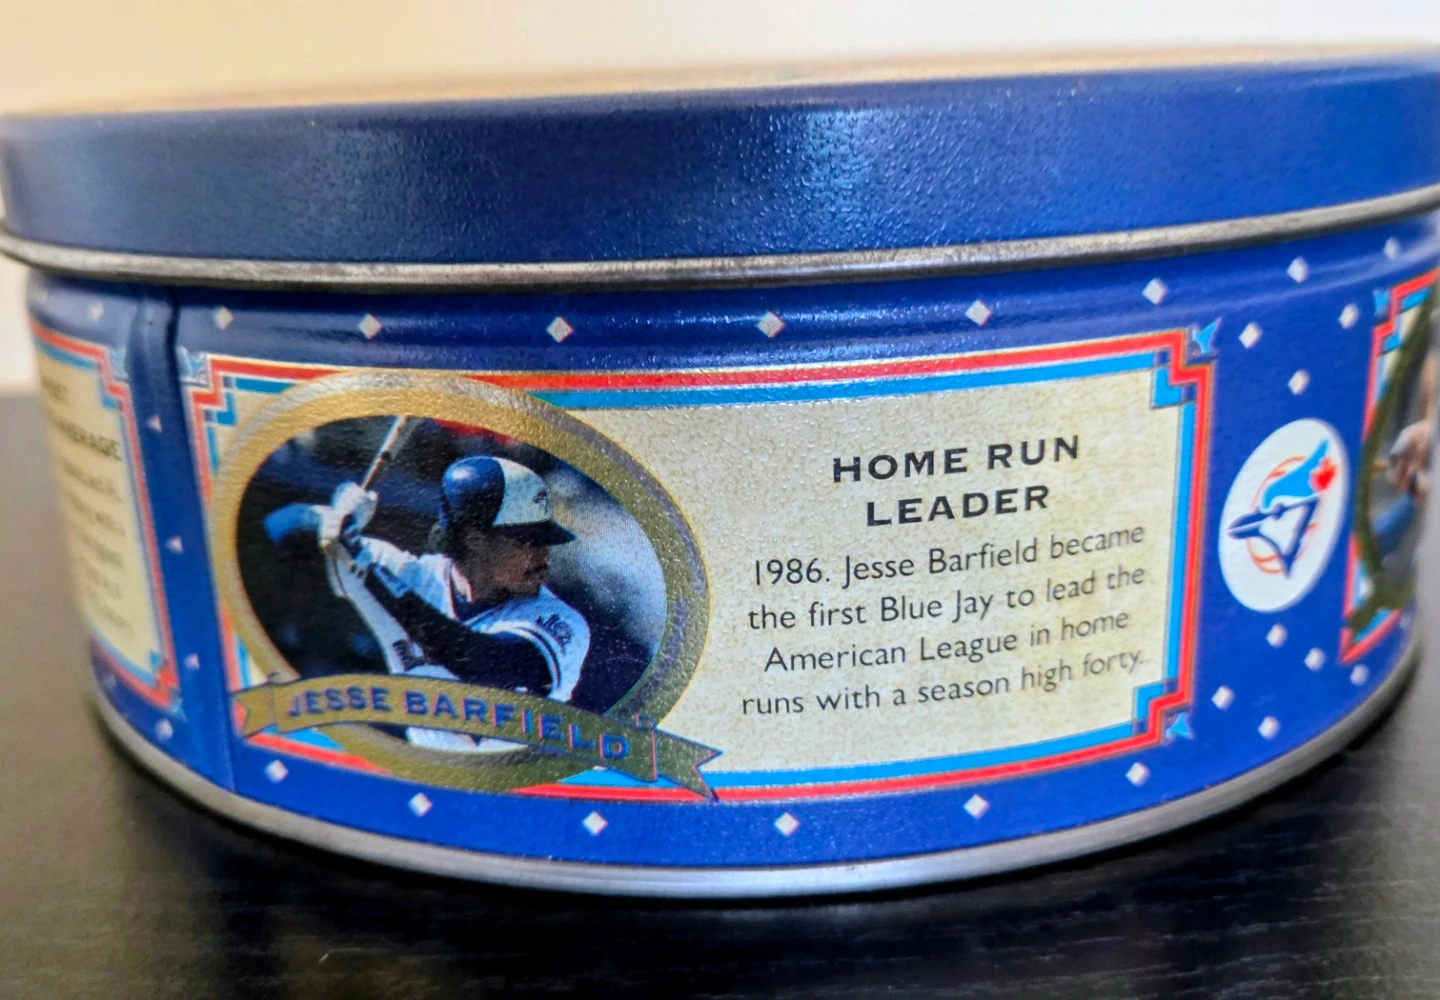 AVERAGE
JESSE BARFIELD
HOME RUN
LEADER
1986. Jesse Barfield became
the first Blue Jay to lead the
American League in home
runs with a season high forty.